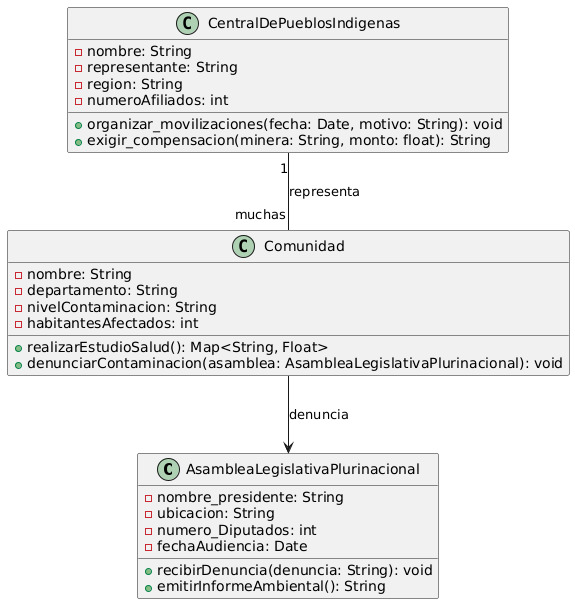 C CentralDePueblosIndigenas
nombre: String
representante: String
region: String
numeroAfiliados: int
organizar_movilizaciones(fecha: Date, motivo: String): void
exigir_compensacion(minera: String, monto: float): String
1
representa
muchas
C Comunidad
nombre: String
departamento: String
nivelContaminacion: String
habitantesAfectados: int
realizarEstudioSalud(): Map<String, Float>
denunciarContaminacion(asamblea: AsambleaLegislativaPlurinacional): void
denuncia
C AsambleaLegislativaPlurinacional
nombre_presidente: String
ubicacion: String
numero_Diputados: int
fechaAudiencia: Date
recibirDenuncia(denuncia: String): void
emitirInformeAmbiental(): String